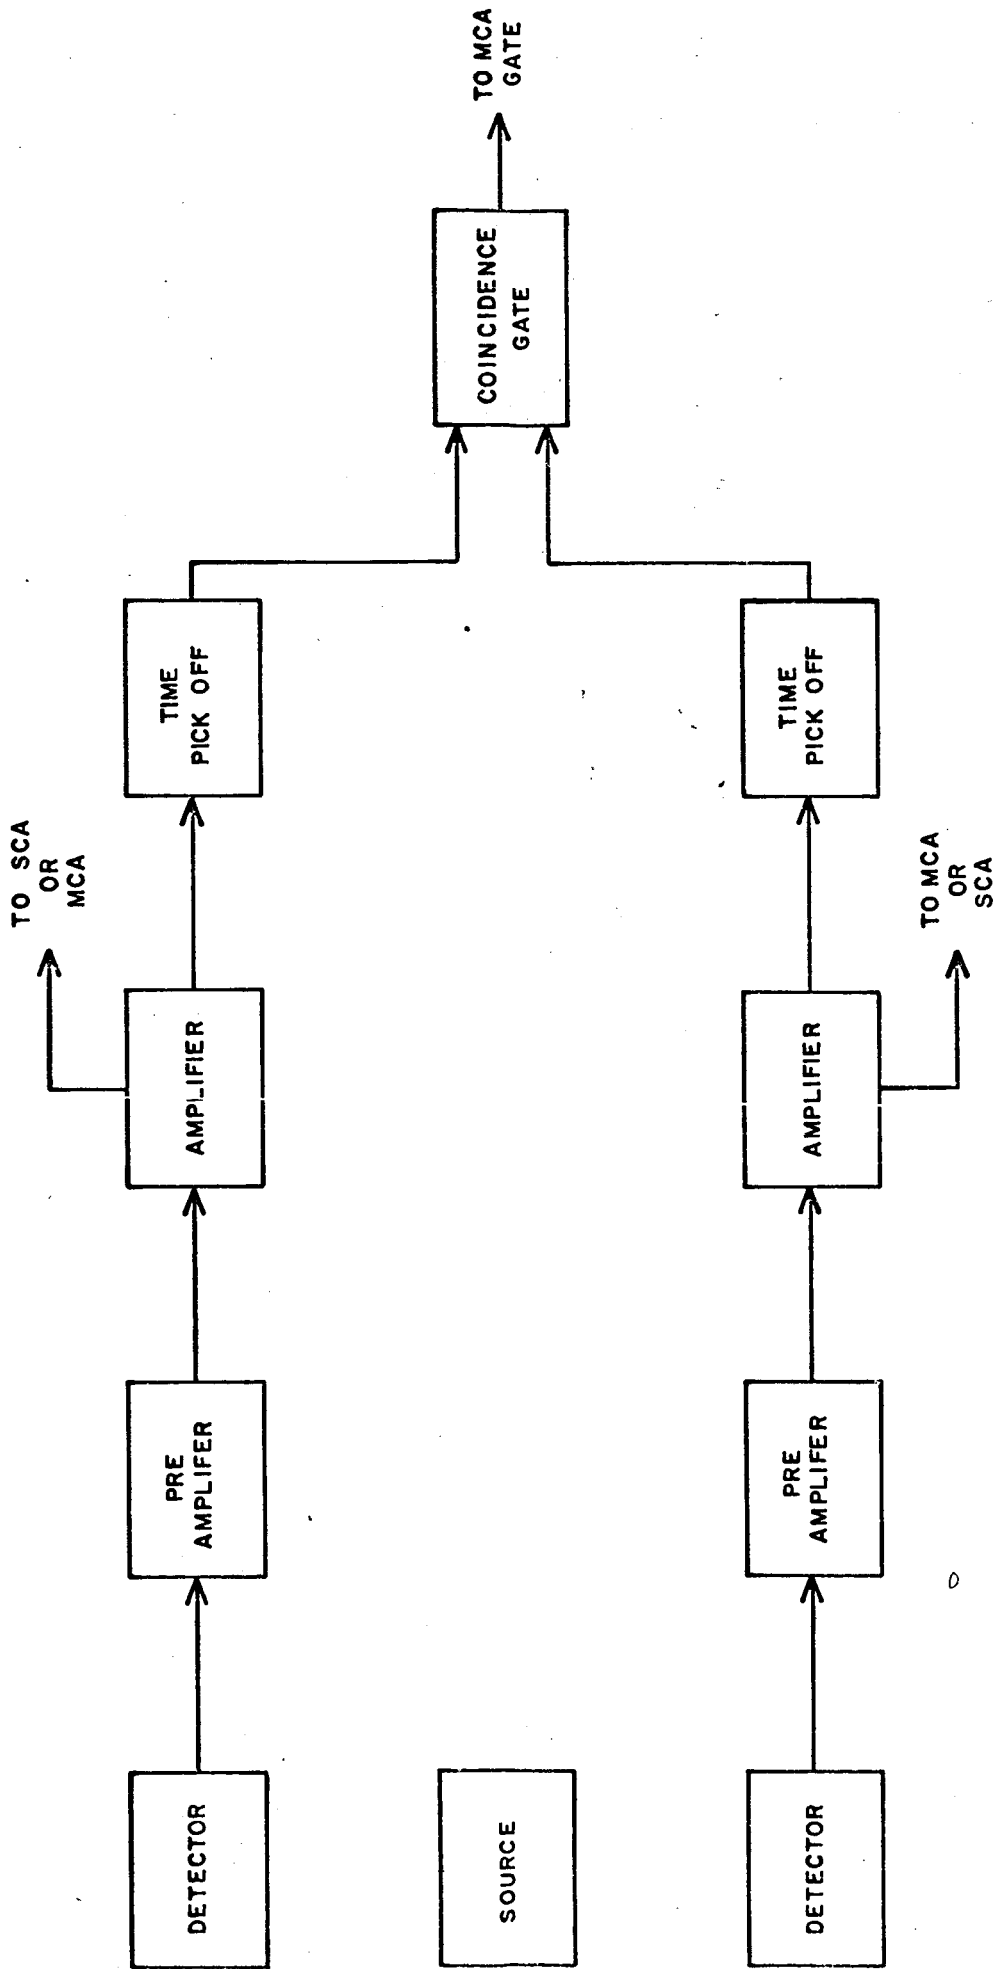 TO SCA
OR
MCA
DETECTOR
PRE
AMPLIFER
AMPLIFIER
TIME
PICK OFF
SOURCE
COINCIDENCE
GATE
TO MCA
GATE
DETECTOR
PRE
AMPLIFER
AMPLIFIER
TIME
PICK OFF
TO MCA
OR
SCA